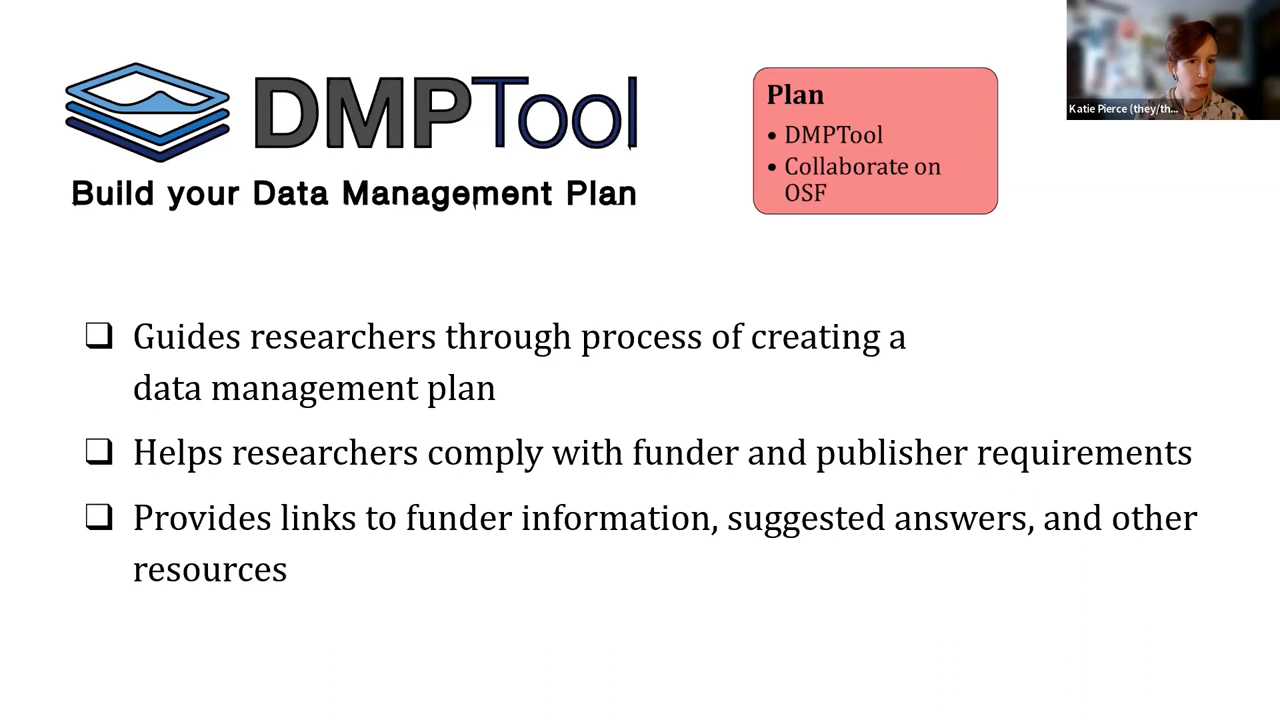 DMPTool
Build your Data Management Plan
Plan
• DMPTool
• Collaborate on
OSF
Katie Pierce (they/th...
❑ Guides researchers through process of creating a
data management plan
❑ Helps researchers comply with funder and publisher requirements
❑ Provides links to funder information, suggested answers, and other
resources